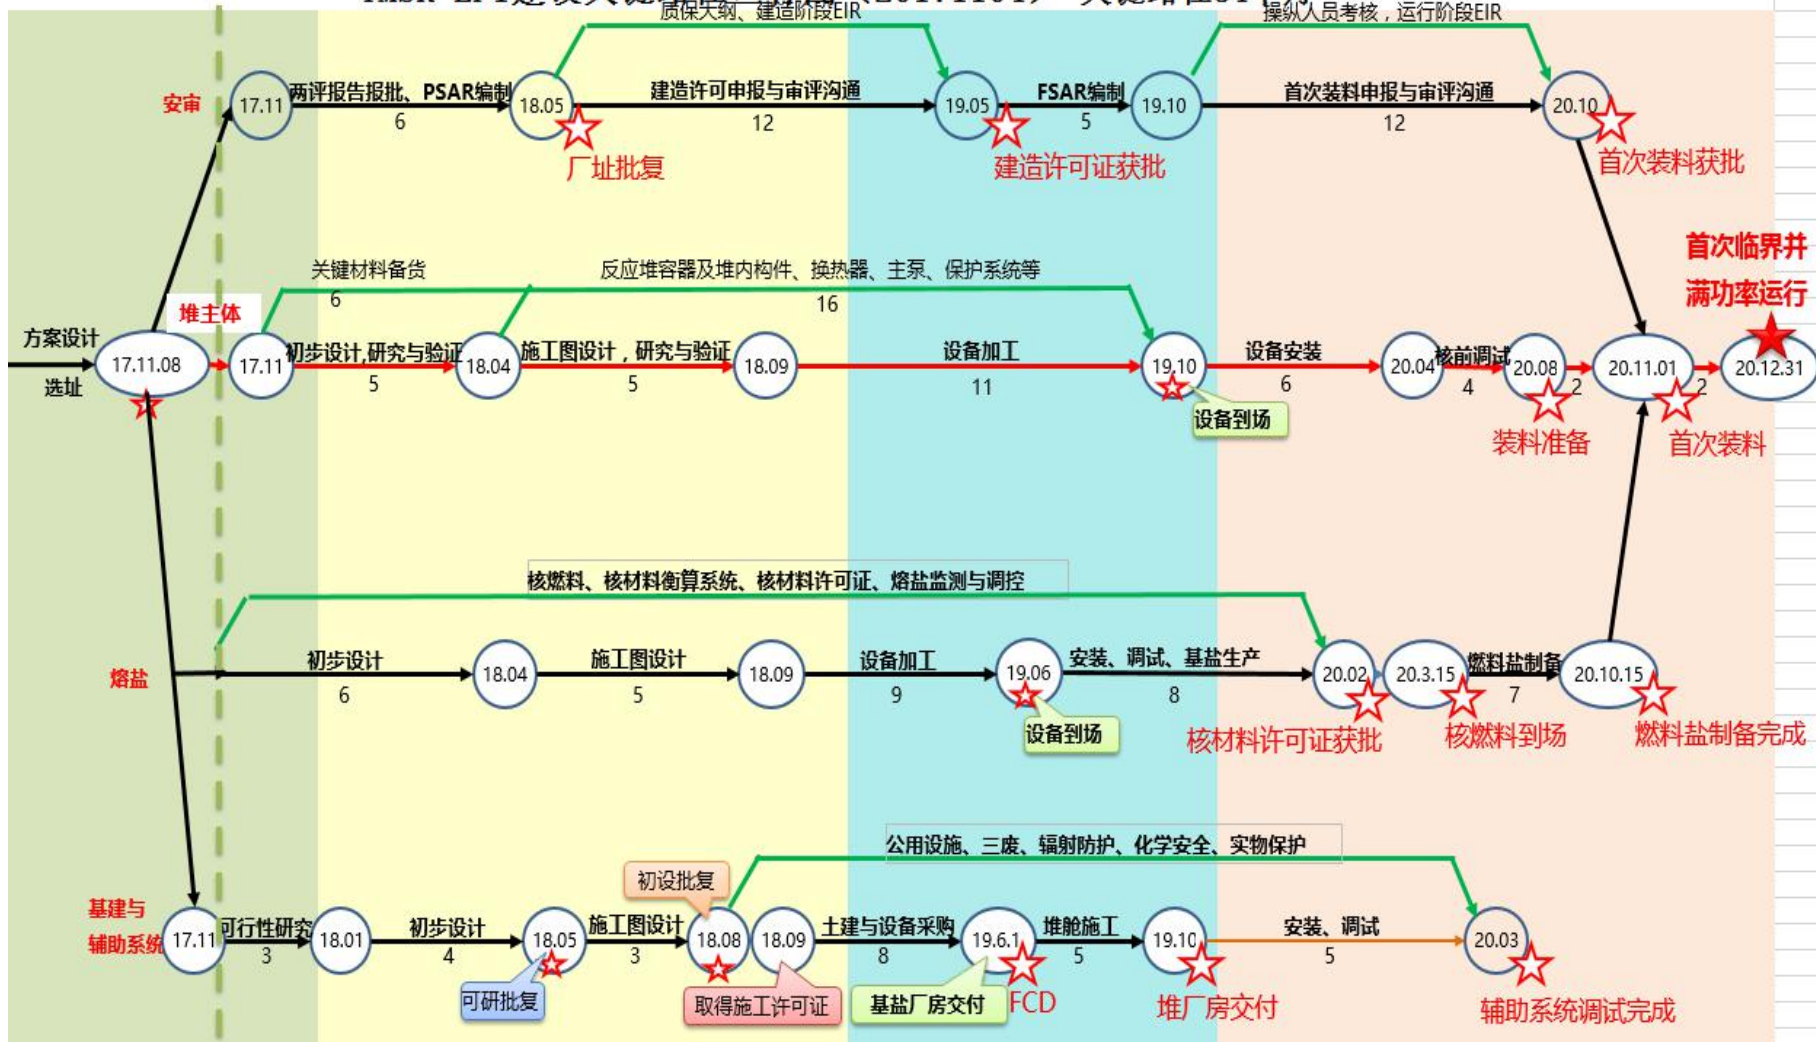 质保大纲、建造阶段EIR
操纵人员考核，运行阶段EIR
安审
17.11
两评报告报批、PSAR编制
6
18.05
建造许可申报与审评沟通
12
19.05
FSAR编制
5
19.10
首次装料申报与审评沟通
12
20.10
厂址批复
建造许可证获批
首次装料获批
首次临界并
满功率运行
关键材料备货
6
反应堆容器及堆内构件、换热器、主泵、保护系统等
16
堆主体
方案设计
选址
17.11.08
17.11
初步设计,研究与验证
5
18.04
施工图设计，研究与验证
5
18.09
设备加工
11
19.10
设备安装
6
20.04
核前调试
4
20.08
2
20.11.01
2
20.12.31
设备到场
装料准备
首次装料
核燃料、核材料衡算系统、核材料许可证、熔盐监测与调控
熔盐
初步设计
6
18.04
施工图设计
5
18.09
设备加工
9
19.06
安装、调试、基盐生产
8
20.02
20.3.15
燃料盐制备
7
20.10.15
设备到场
核材料许可证获批
核燃料到场
燃料盐制备完成
公用设施、三废、辐射防护、化学安全、实物保护
初设批复
基建与
辅助系统
17.11
可行性研究
3
18.01
初步设计
4
18.05
施工图设计
3
18.08
18.09
土建与设备采购
8
19.6.1
堆舱施工
5
19.10
安装、调试
5
20.03
可研批复
取得施工许可证
基盐厂房交付
FCD
堆厂房交付
辅助系统调试完成